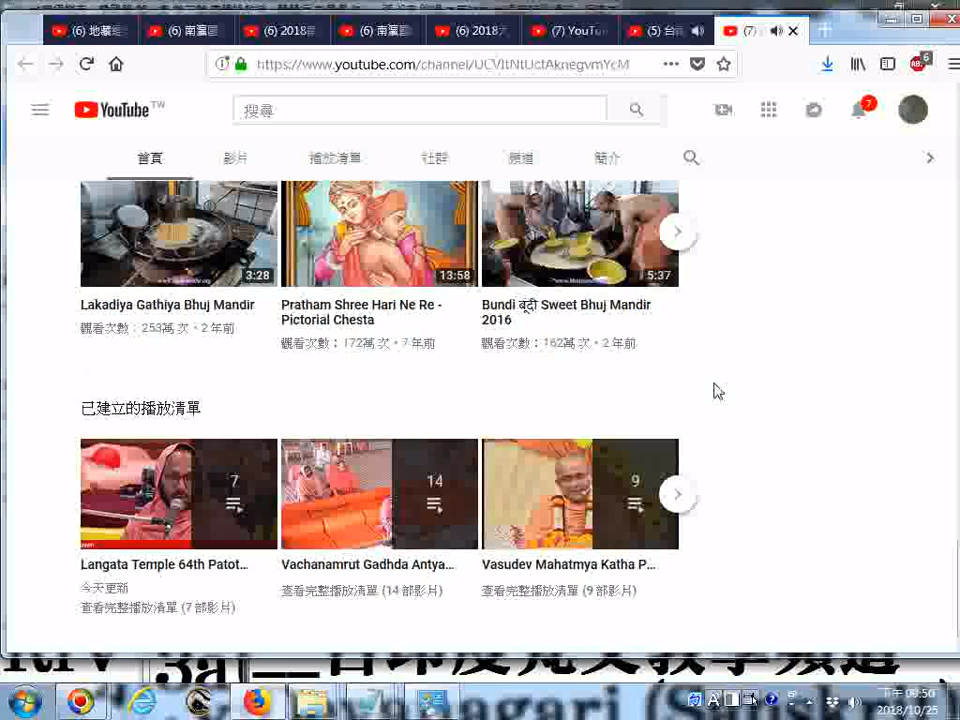 (6) 地藏
(6) 南瀛
(6) 2018
(6) 南瀛
(6) 2018
(7) YouTu
(5) 台
(7)
https://www.youtube.com/channel/UCVItNtUctAknegvmYcM
6
YouTube TW
搜尋
7
首頁 影片 播放清單 社群 頻道 簡介
3:28 13:58 5:37
Lakadiya Gathiya Bhuj Mandir
觀看次數：253萬 次 · 2 年前
Pratham Shree Hari Ne Re -
Pictorial Chesta
觀看次數：172萬 次 · 7 年前
Bundi बूंदी Sweet Bhuj Mandir
2016
觀看次數：162萬 次 · 2 年前
已建立的播放清單
7 14 9
Langata Temple 64th Patot...
今天更新
查看完整播放清單 (7 部影片)
Vachanamrut Gadhda Antya...
查看完整播放清單 (14 部影片)
Vasudev Mahatmya Katha P...
查看完整播放清單 (9 部影片)
下午 09:50
2018/10/25